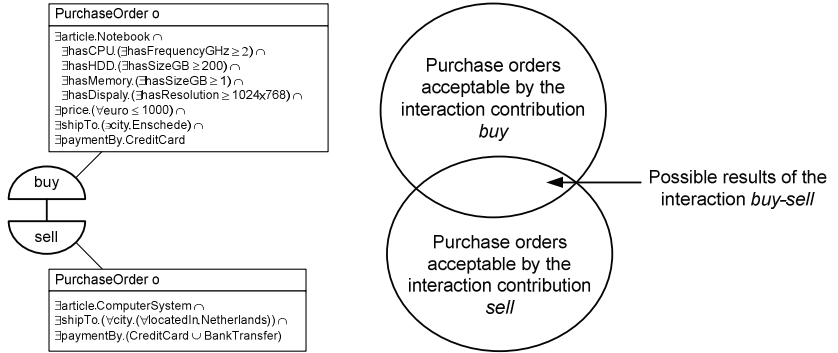 PurchaseOrder o
∃article.Notebook ∩
∃hasCPU.(∃hasFrequencyGHz ≥ 2) ∩
∃hasHDD.(∃hasSizeGB ≥ 200) ∩
∃hasMemory.(∃hasSizeGB ≥ 1) ∩
∃hasDispaly.(∃hasResolution ≥ 1024x768) ∩
∃price.(∀euro ≤ 1000) ∩
∃shipTo.(∍city.Enschede) ∩
∃paymentBy.CreditCard
buy
sell
PurchaseOrder o
∃article.ComputerSystem ∩
∃shipTo.(∀city.(∀locatedIn.Netherlands)) ∩
∃paymentBy.(CreditCard ∪ BankTransfer)
Purchase orders
acceptable by the
interaction contribution
buy
Possible results of the
interaction buy-sell
Purchase orders
acceptable by the
interaction contribution
sell